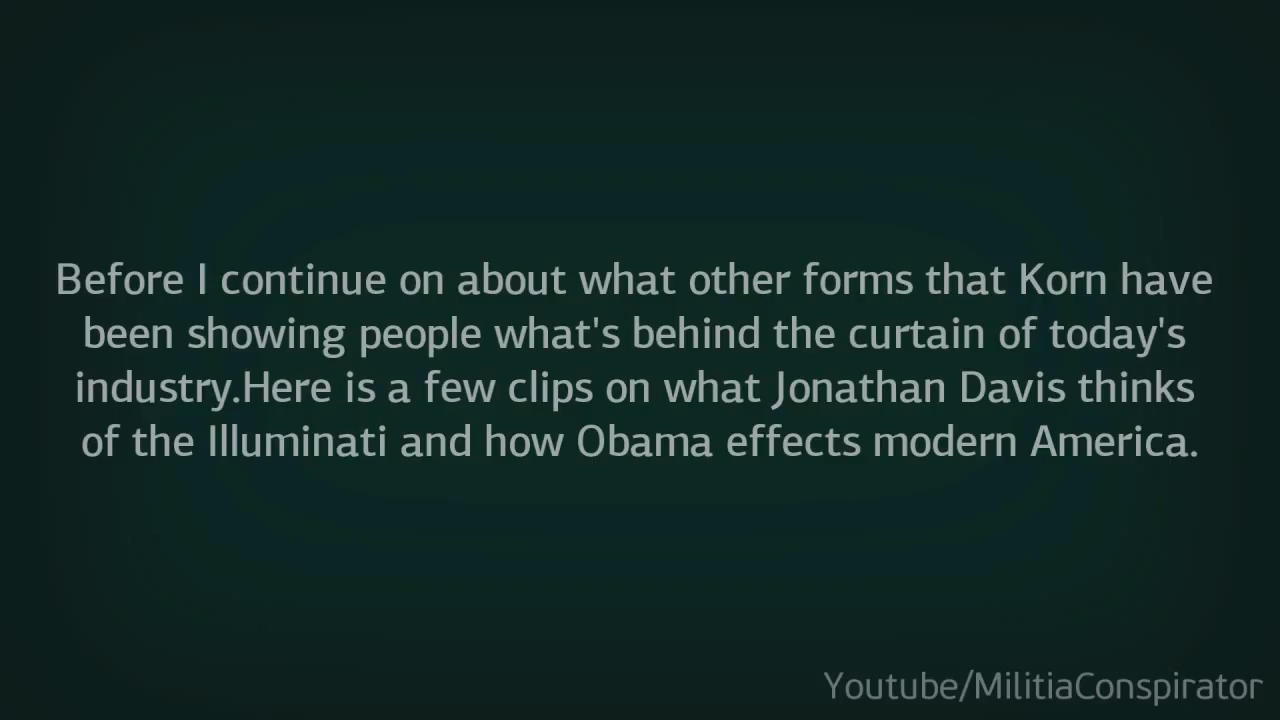 Before I continue on about what other forms that Korn have
been showing people what's behind the curtain of today's
industry.Here is a few clips on what Jonathan Davis thinks
of the Illuminati and how Obama effects modern America.
Youtube/MilitiaConspirator